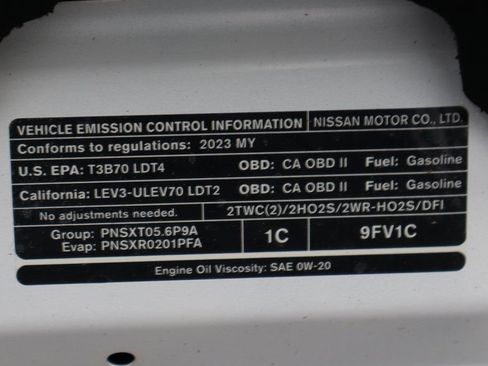 VEHICLE EMISSION CONTROL INFORMATION NISSAN MOTOR CO., LTD.
Conforms to regulations: 2023 MY
U.S. EPA: T3B70 LDT4 OBD: CA OBD II Fuel: Gasoline
California: LEV3-ULEV70 LDT2 OBD: CA OBD II Fuel: Gasoline
No adjustments needed. 2TWC(2)/2HO2S/2WR-HO2S/DFI
Group: PNSXT05.6P9A 1C 9FV1C
Evap: PNSXR0201PFA
Engine Oil Viscosity: SAE 0W-20